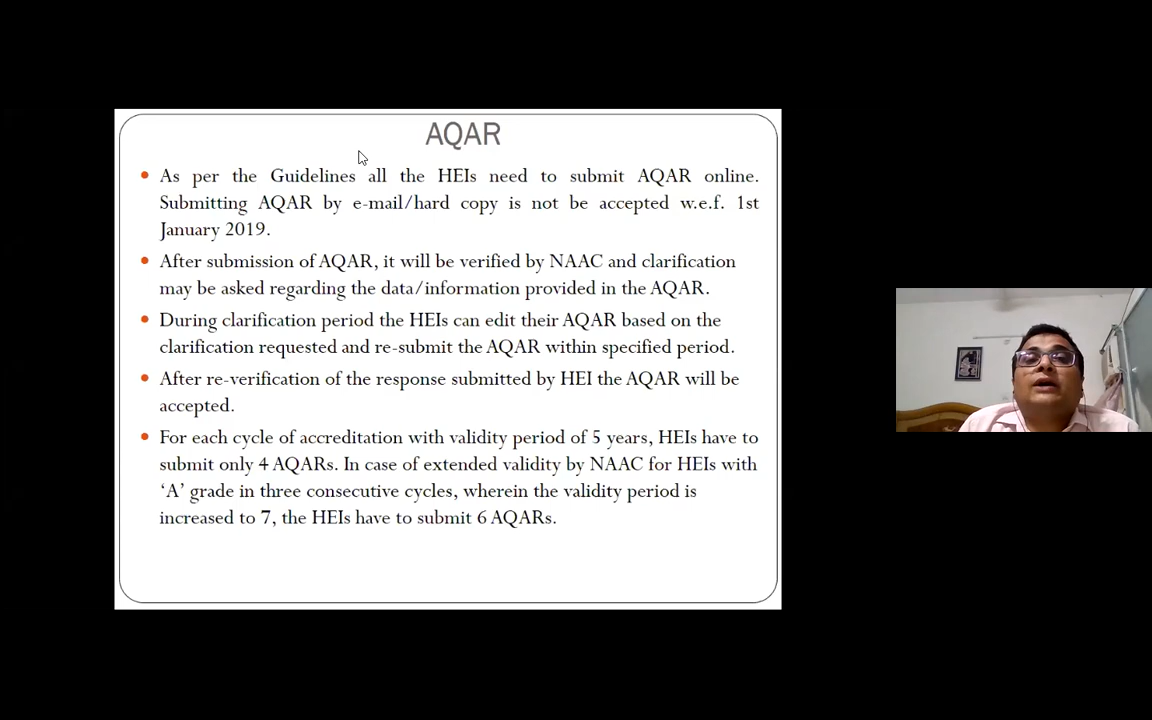 AQAR
As per the Guidelines all the HEIs need to submit AQAR online.
Submitting AQAR by e-mail/hard copy is not be accepted w.e.f. 1st
January 2019.
After submission of AQAR, it will be verified by NAAC and clarification
may be asked regarding the data/information provided in the AQAR.
During clarification period the HEIs can edit their AQAR based on the
clarification requested and re-submit the AQAR within specified period.
After re-verification of the response submitted by HEI the AQAR will be
accepted.
For each cycle of accreditation with validity period of 5 years, HEIs have to
submit only 4 AQARs. In case of extended validity by NAAC for HEIs with
‘A’ grade in three consecutive cycles, wherein the validity period is
increased to 7, the HEIs have to submit 6 AQARs.